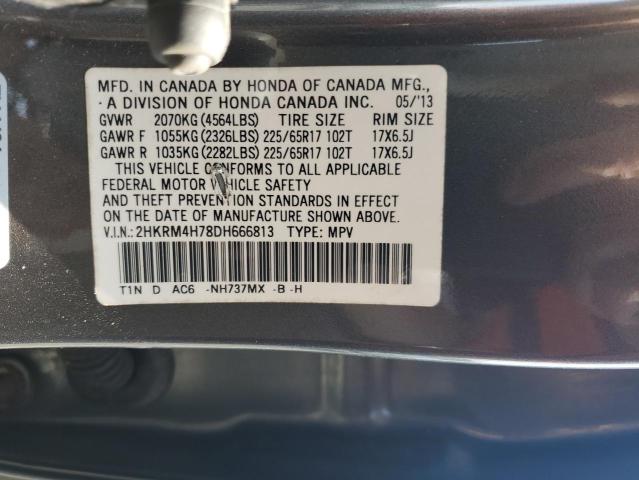 MFD. IN CANADA BY HONDA OF CANADA MFG.,
A DIVISION OF HONDA CANADA INC. 05/'13
GVWR 2070KG (4564LBS) TIRE SIZE RIM SIZE
GAWR F 1055KG (2326LBS) 225/65R17 102T 17X6.5J
GAWR R 1035KG (2282LBS) 225/65R17 102T 17X6.5J
THIS VEHICLE CONFORMS TO ALL APPLICABLE
FEDERAL MOTOR VEHICLE SAFETY
AND THEFT PREVENTION STANDARDS IN EFFECT
ON THE DATE OF MANUFACTURE SHOWN ABOVE.
V.I.N.: 2HKRM4H78DH666813 TYPE: MPV
T1N D AC6 -NH737MX -B -H